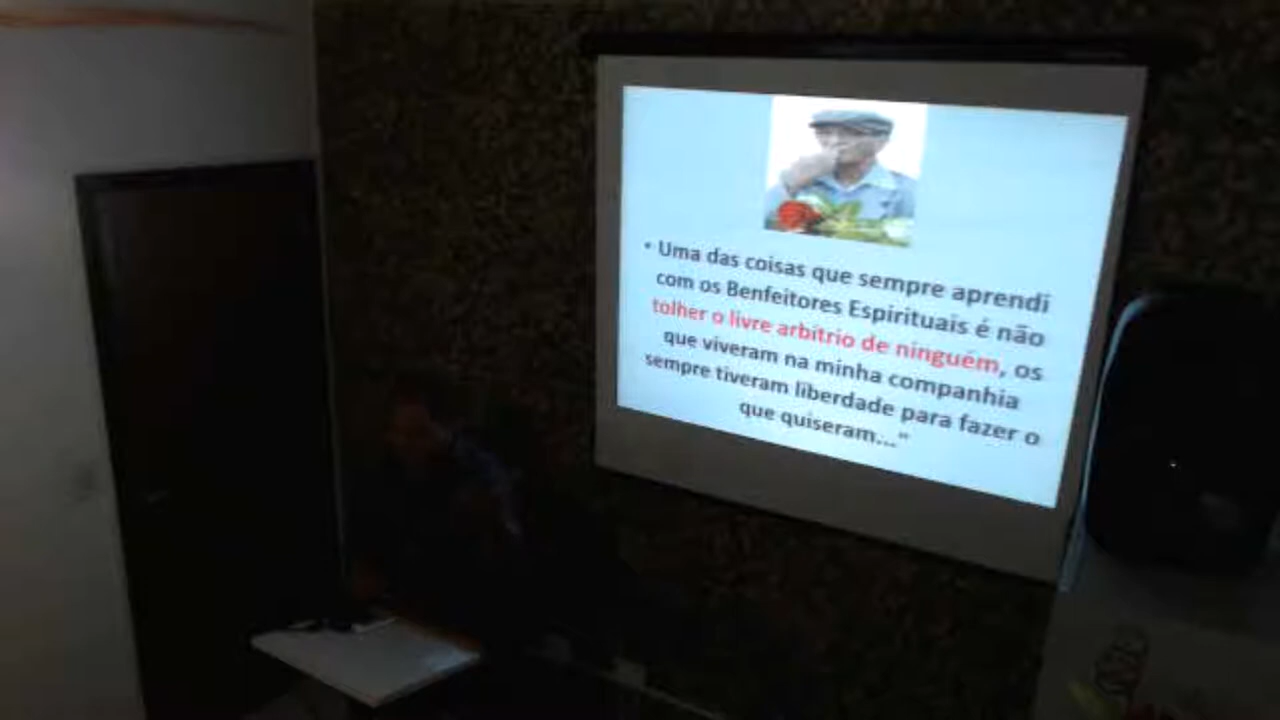 • Uma das coisas que sempre aprendi
com os Benfeitores Espirituais é não
tolher o livre arbítrio de ninguém, os
que viveram na minha companhia
sempre tiveram liberdade para fazer o
que quiseram..."